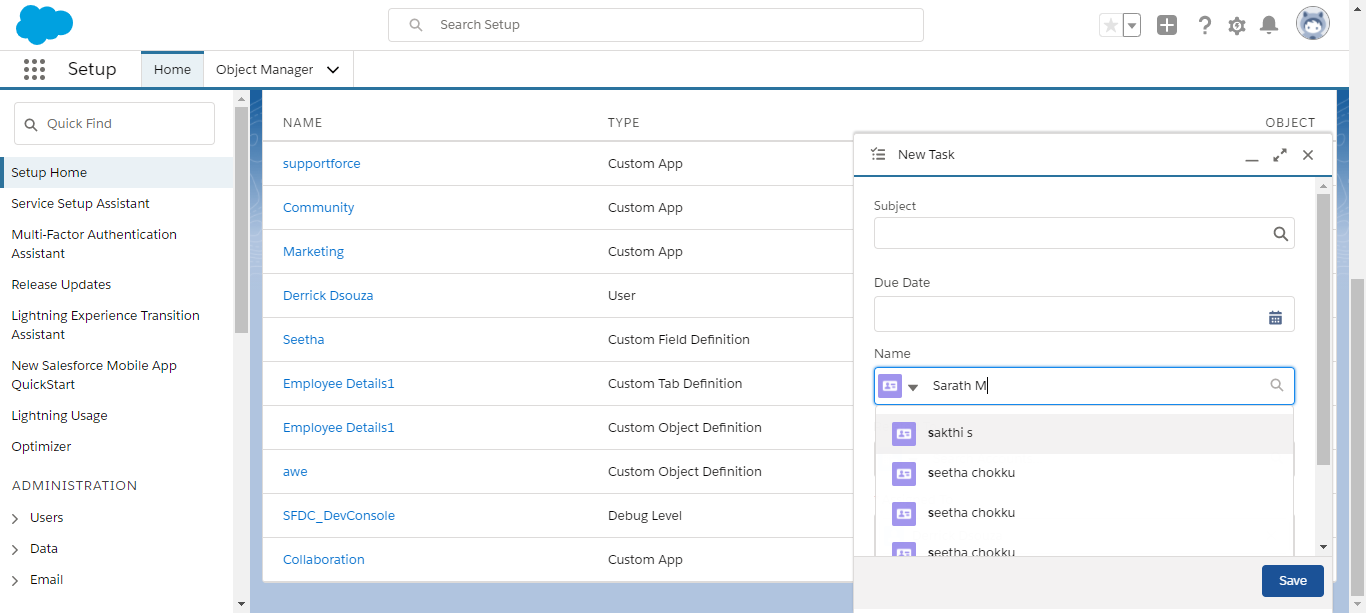 Search Setup
Setup
Home
Object Manager
Quick Find
Setup Home
Service Setup Assistant
Multi-Factor Authentication
Assistant
Release Updates
Lightning Experience Transition
Assistant
New Salesforce Mobile App
QuickStart
Lightning Usage
Optimizer
ADMINISTRATION
Users
Data
Email
NAME TYPE OBJECT
supportforce Custom App
Community Custom App
Marketing Custom App
Derrick Dsouza User
Seetha Custom Field Definition
Employee Details1 Custom Tab Definition
Employee Details1 Custom Object Definition
awe Custom Object Definition
SFDC_DevConsole Debug Level
Collaboration Custom App
New Task
Subject
Due Date
Name
Sarath M
sakthi s
seetha chokku
seetha chokku
seetha chokku
Save